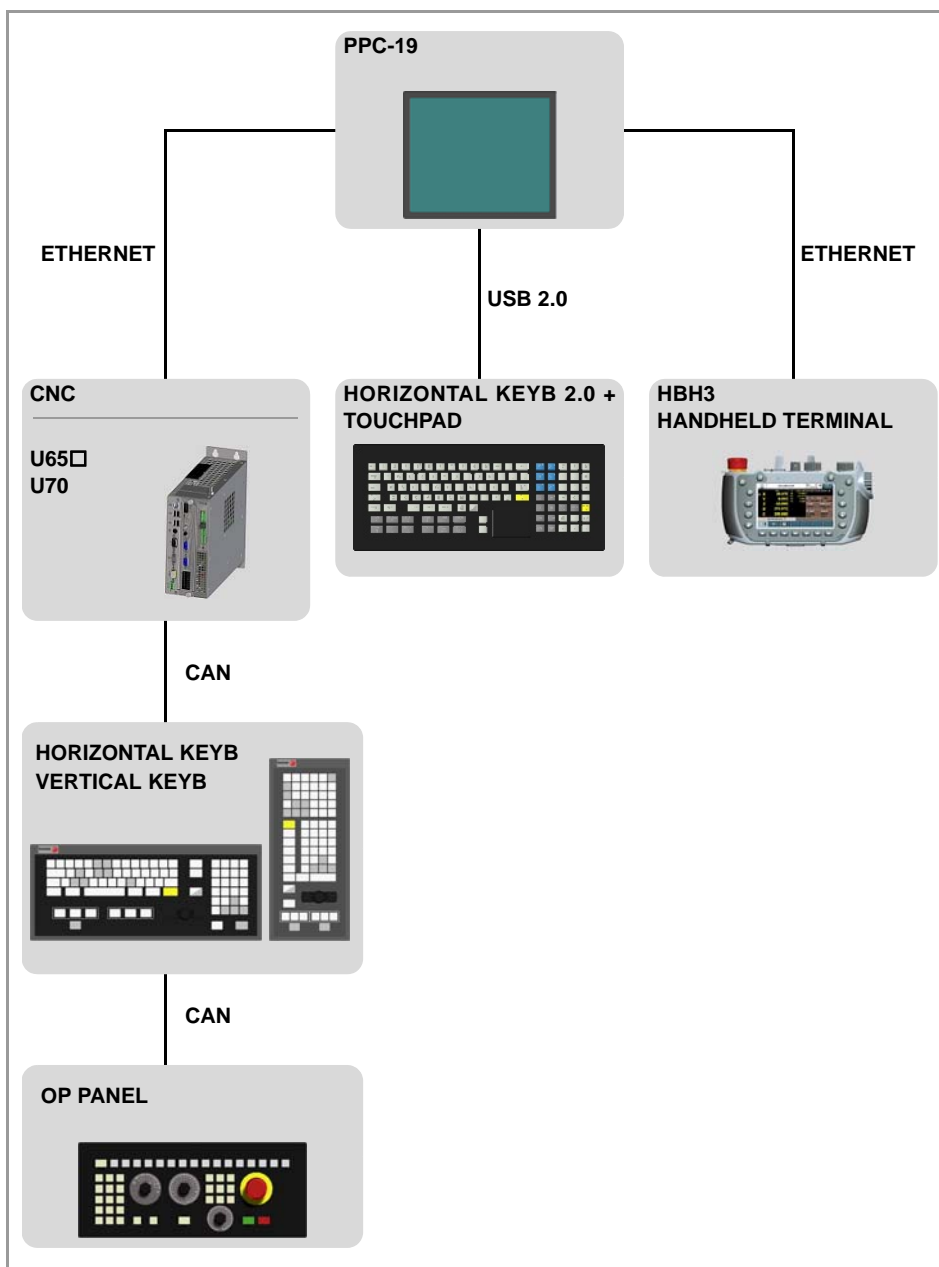 PPC-19
ETHERNET
ETHERNET
USB 2.0
CNC
U65□
U70
HORIZONTAL KEYB 2.0 +
TOUCHPAD
HBH3
HANDHELD TERMINAL
CAN
HORIZONTAL KEYB
VERTICAL KEYB
CAN
OP PANEL